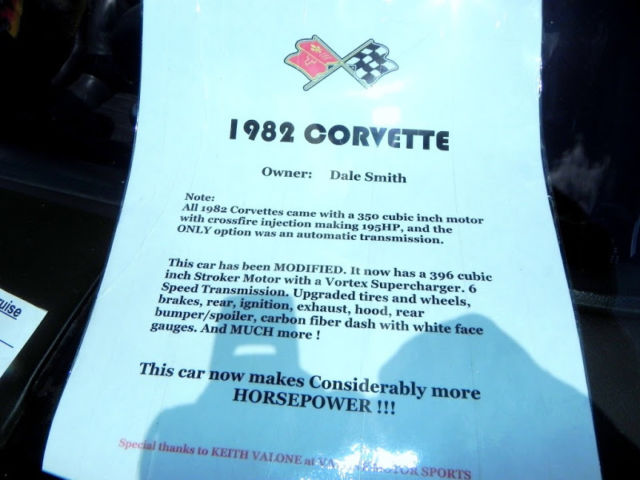 1982 CORVETTE
Owner: Dale Smith
Note:
All 1982 Corvettes came with a 350 cubic inch motor
with crossfire injection making 195HP, and the
ONLY option was an automatic transmission.
This car has been MODIFIED. It now has a 396 cubic
inch Stroker Motor with a Vortex Supercharger. 6
Speed Transmission. Upgraded tires and wheels,
brakes, rear, ignition, exhaust, hood, rear
bumper/spoiler, carbon fiber dash with white face
gauges. And MUCH more !
This car now makes Considerably more
HORSEPOWER !!!
Special thanks to KEITH VALONE at MOTOR SPORTS